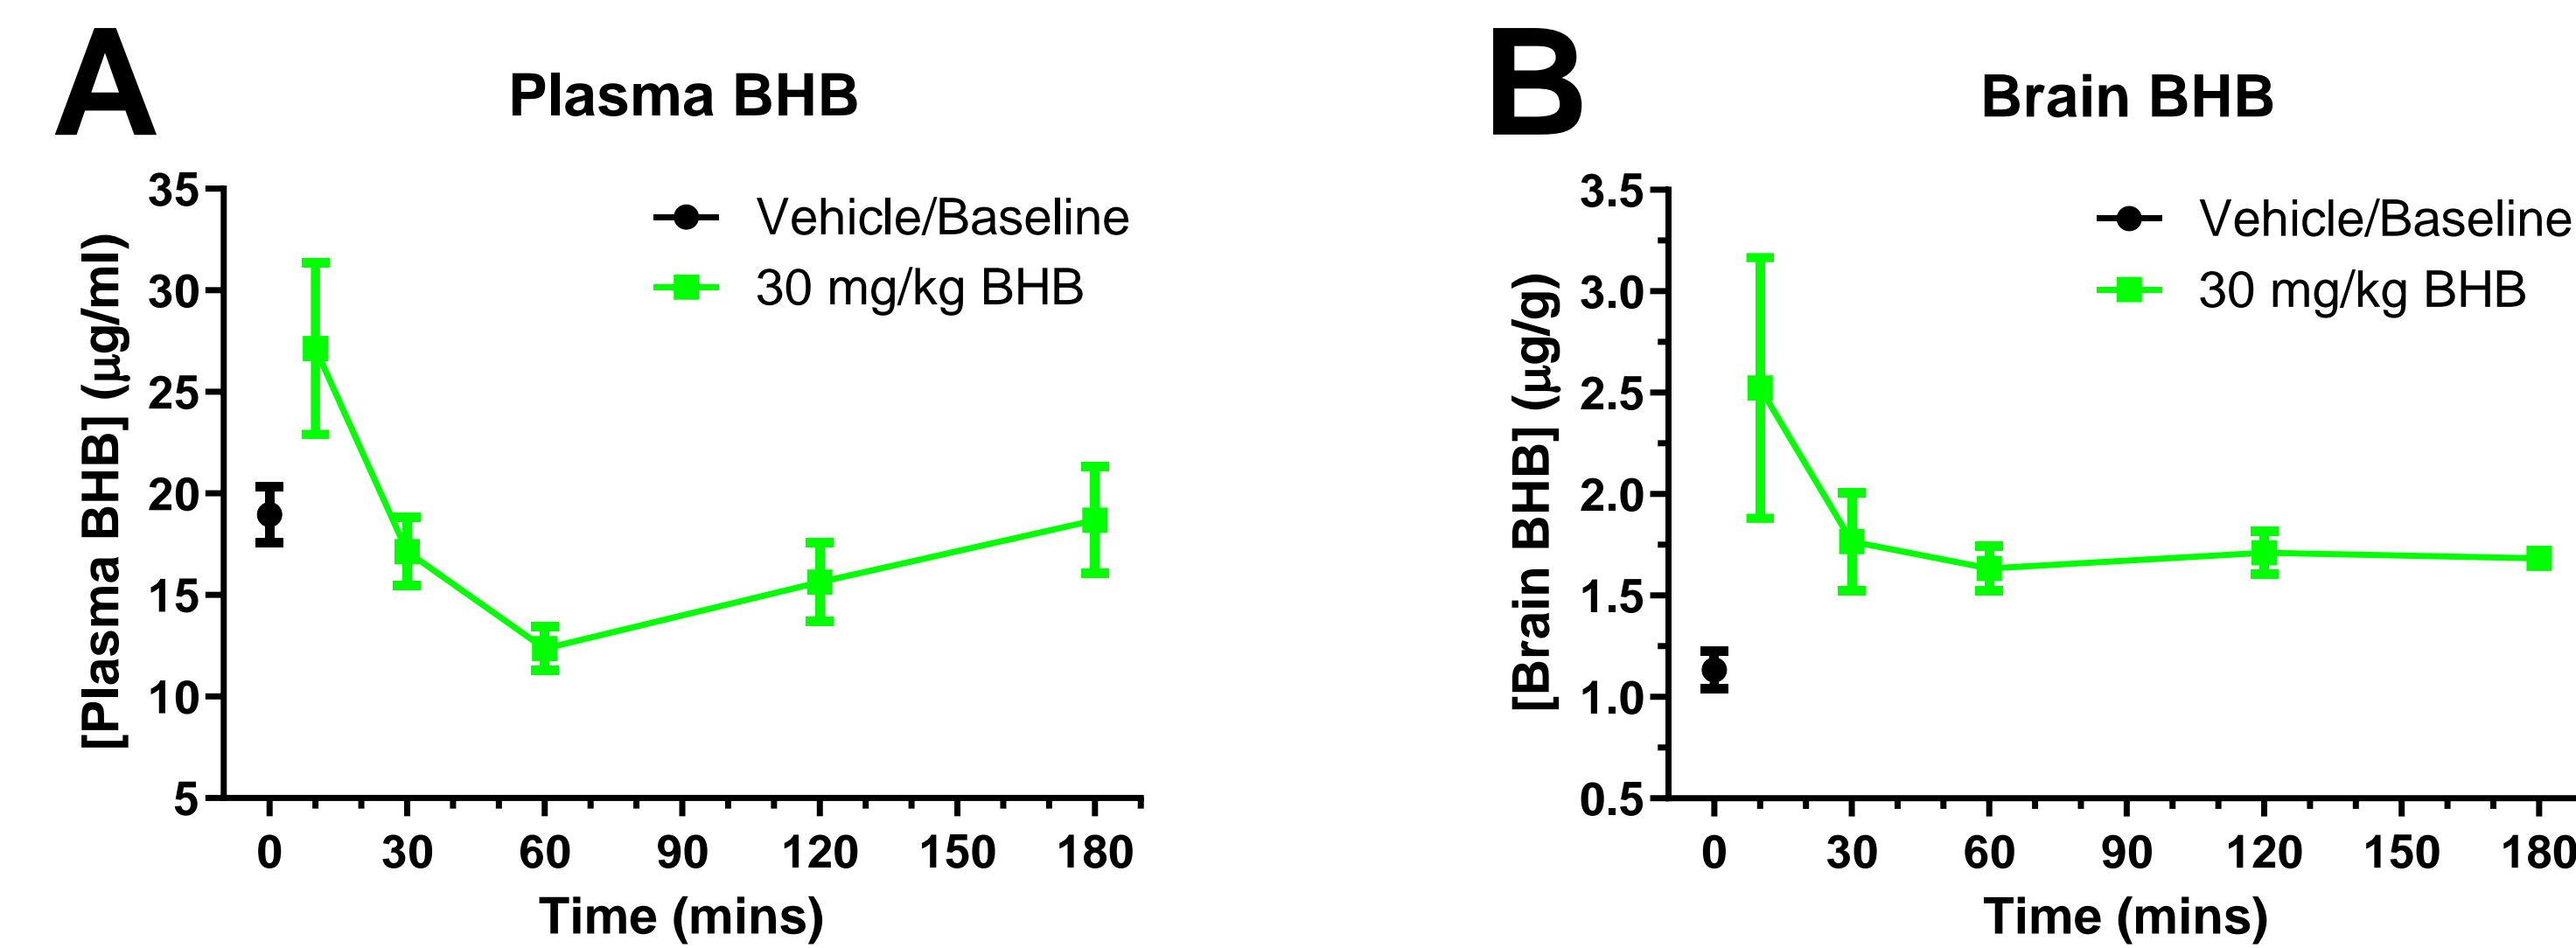 A
Plasma BHB
[Plasma BHB] (μg/ml)
35
30
25
20
15
10
5
Vehicle/Baseline
30 mg/kg BHB
0 30 60 90 120 150 180
Time (mins)
B
Brain BHB
[Brain BHB] (μg/g)
3.5
3.0
2.5
2.0
1.5
1.0
0.5
Vehicle/Baseline
30 mg/kg BHB
0 30 60 90 120 150 180
Time (mins)